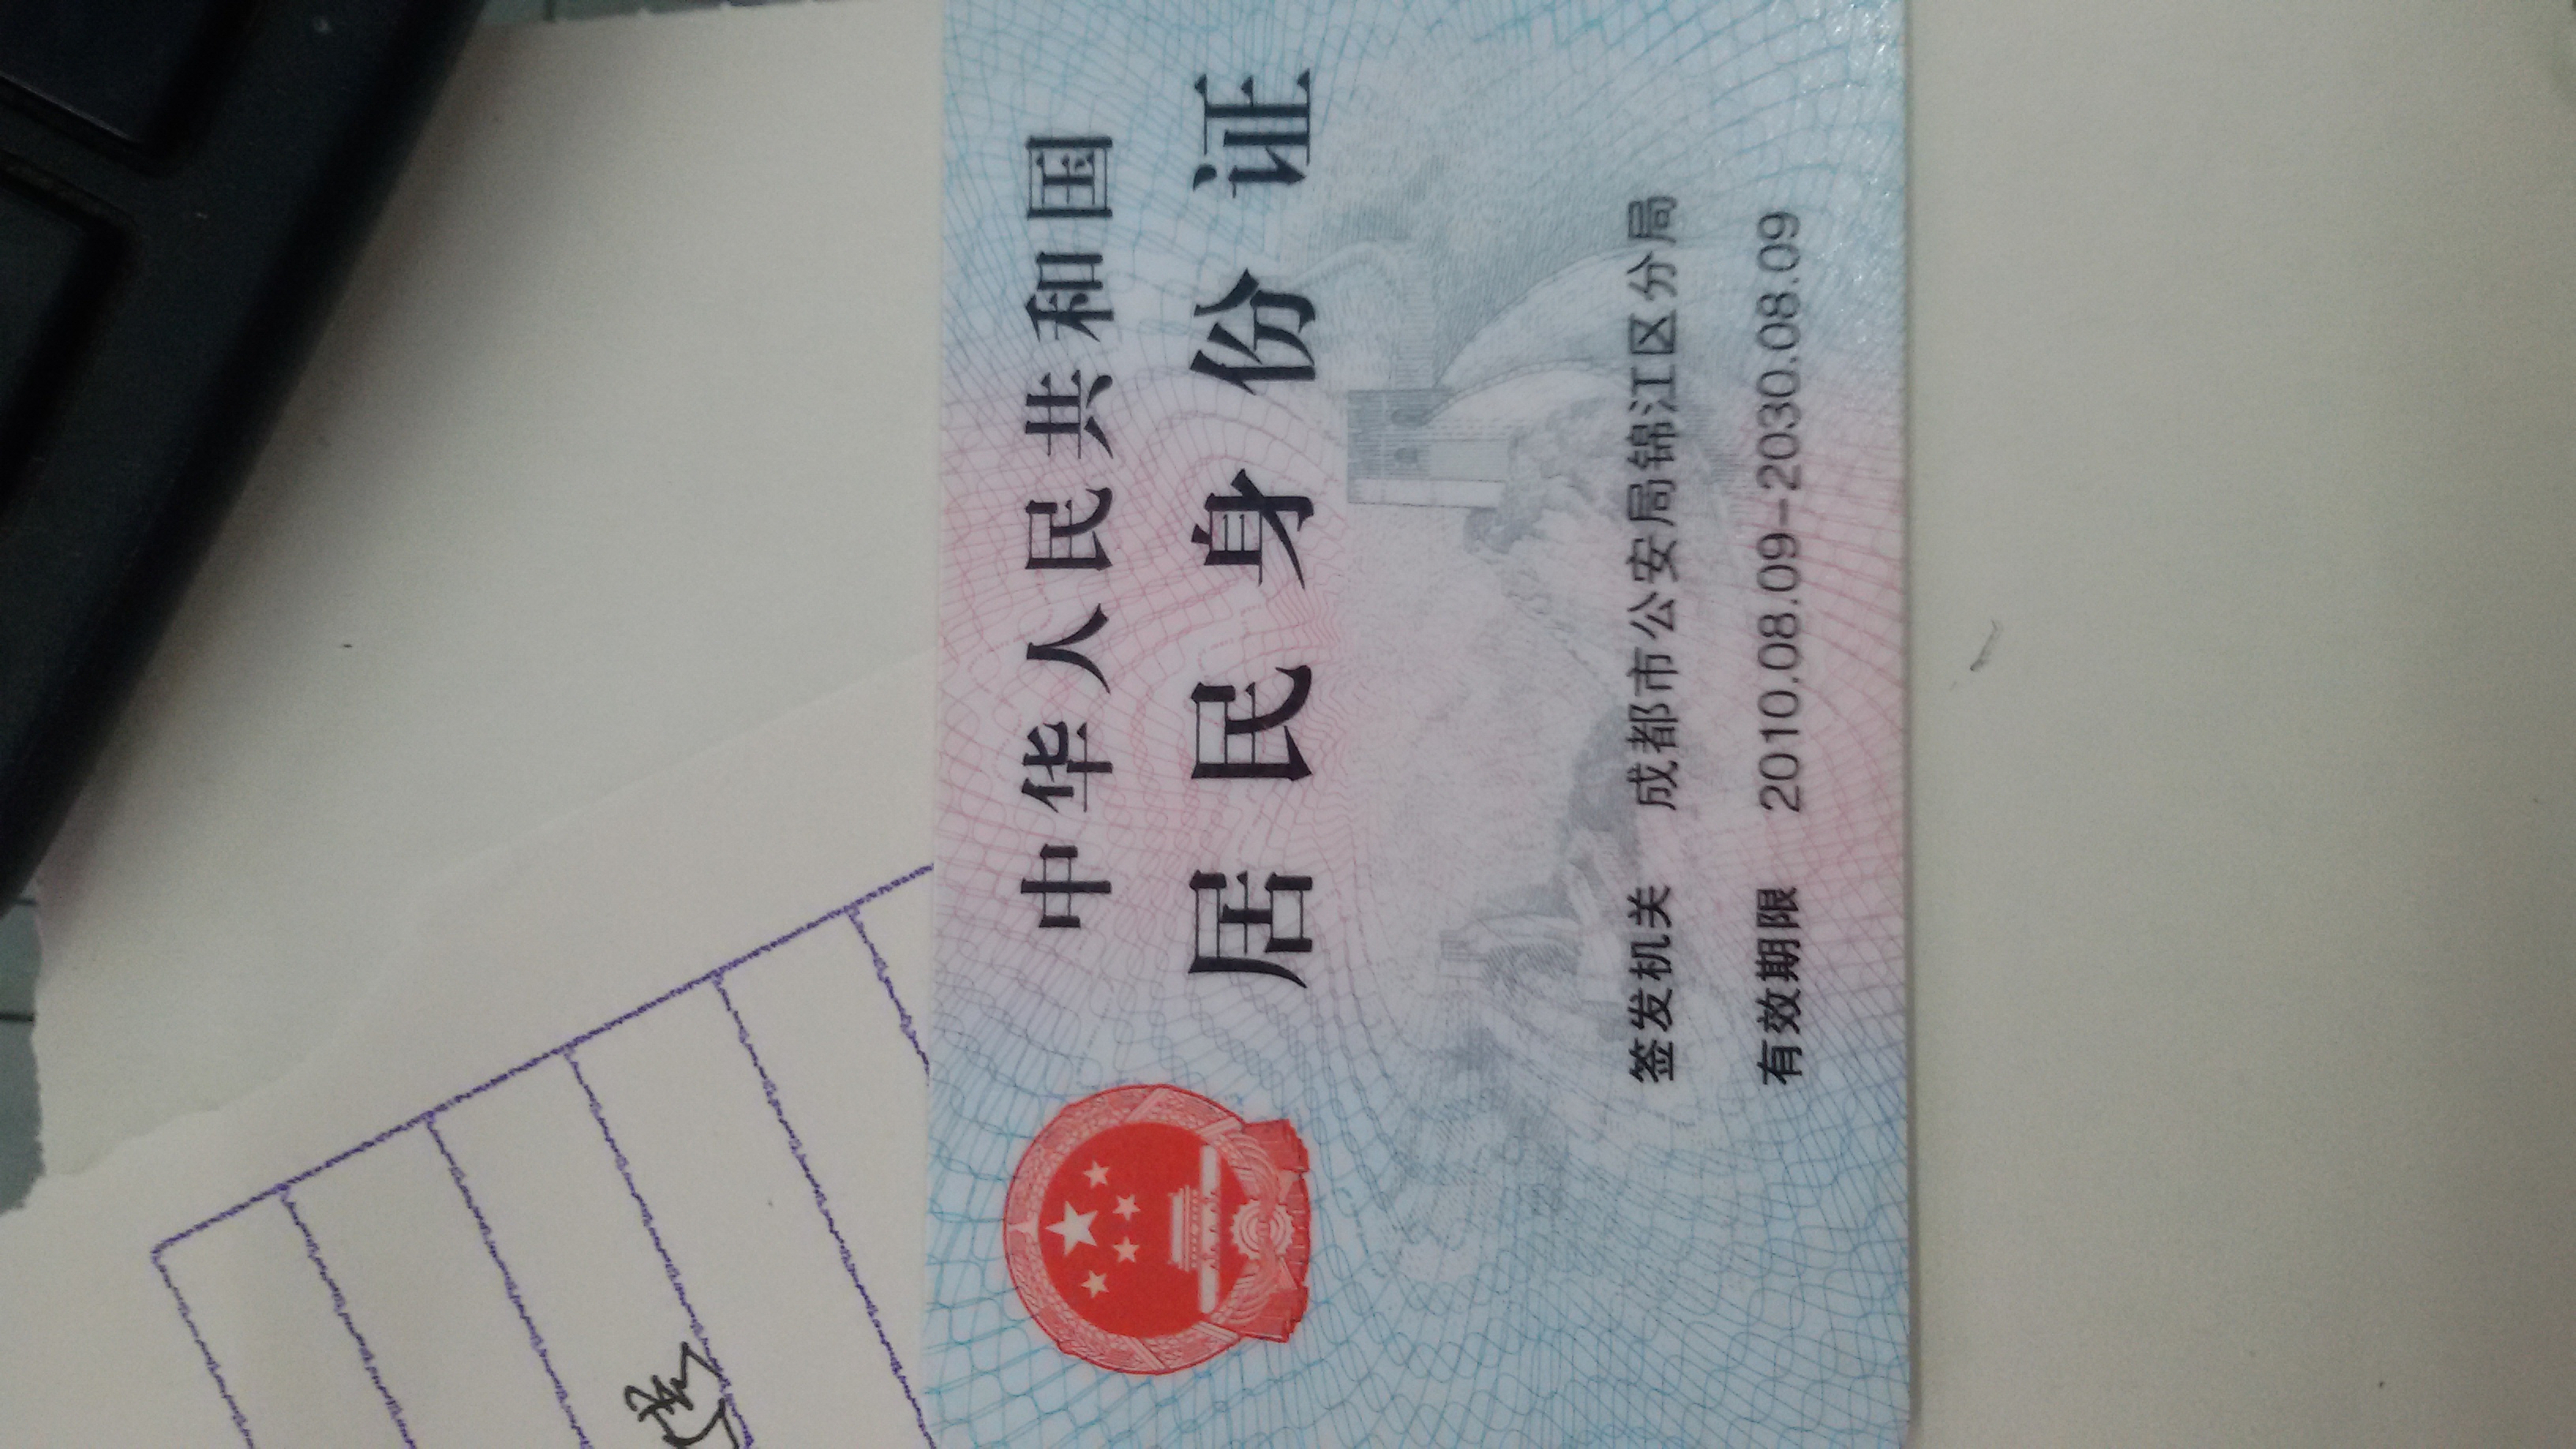 中华人民共和国
居民身份证
签发机关 成都市公安局锦江区分局
有效期限 2010.08.09-2030.08.09